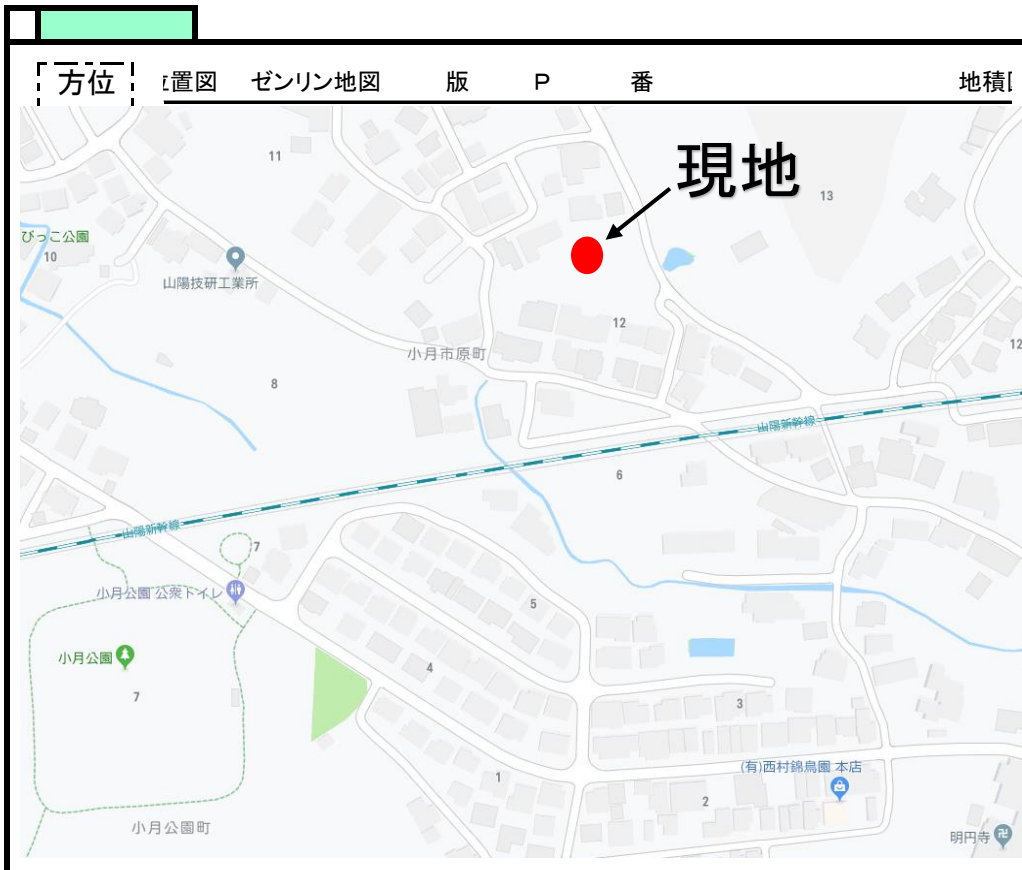 方位 位置図 ゼンリン地図 版 P 番 地積
現地
11
13
びっこ公園
10
山陽技研工業所
12
小月市原町
12
8
山陽新幹線
6
山陽新幹線
7
小月公園 公衆トイレ
5
小月公園
4
7
3
(有)西村錦鳥園 本店
1
2
小月公園町
明円寺